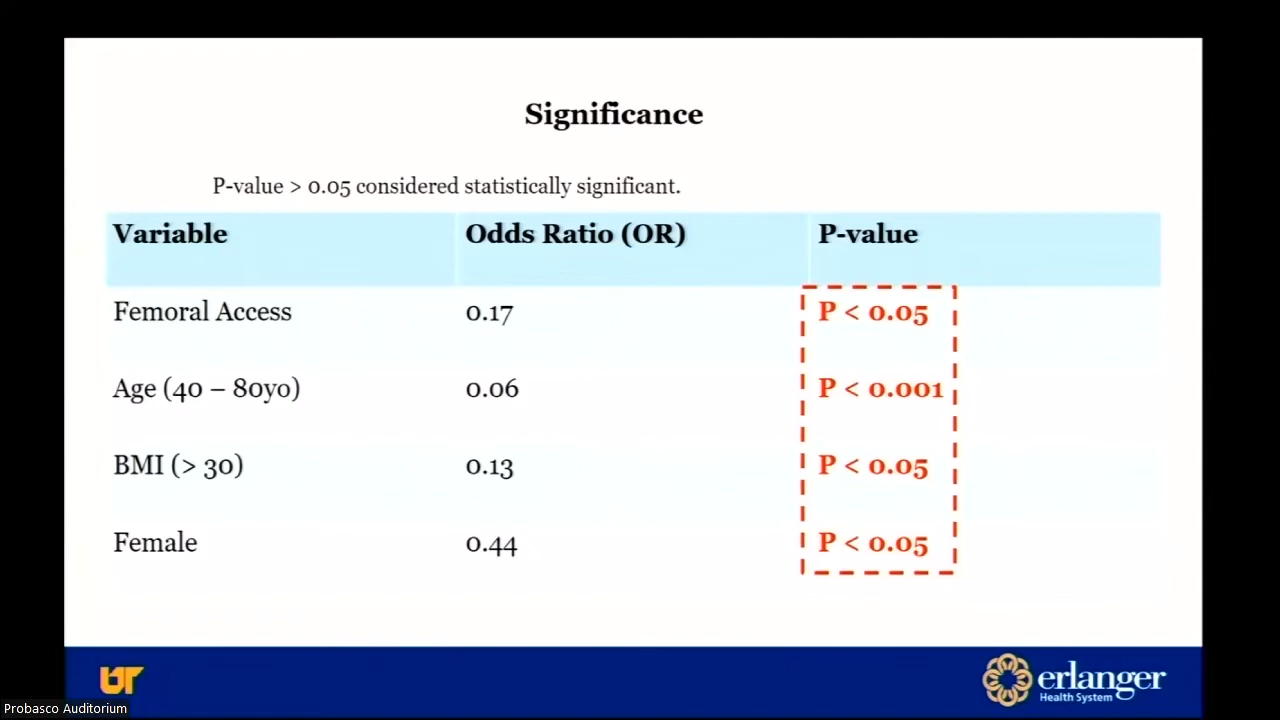 Significance
P-value > 0.05 considered statistically significant.
Variable Odds Ratio (OR) P-value
Femoral Access 0.17 P < 0.05
Age (40 – 80yo) 0.06 P < 0.001
BMI (> 30) 0.13 P < 0.05
Female 0.44 P < 0.05
UT
erlanger
Health System
Probasco Auditorium